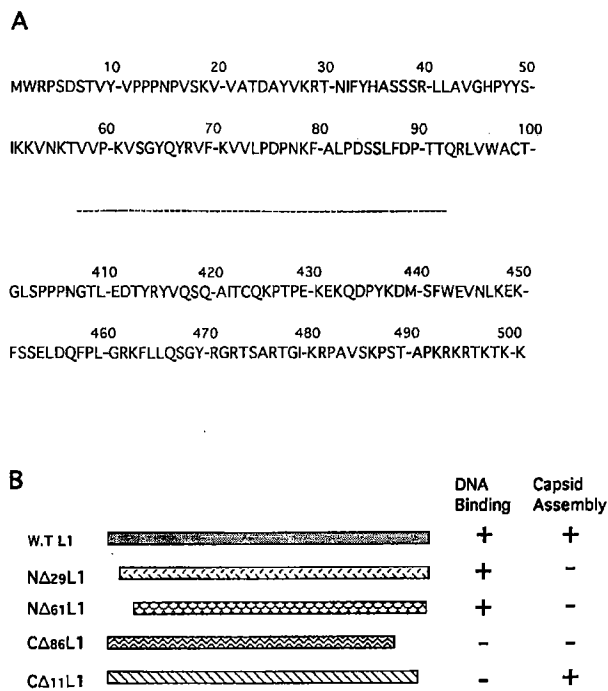 A
10 20 30 40 50
MWRPSDSTVY-VPPPNPVSKV-VATDAYVKRT-NIFYHASSSR-LLAVGHPYYS-
60 70 80 90 100
IKKVNKTVVP-KVSGYQYRVF-KVVLPDPNKF-ALPDSSLFDP-TTQRLVWACT-
410 420 430 440 450
GLSPPPNGTL-EDTYRYVQSQ-AITCQKPTPE-KEKQDPYKDM-SFWEVNLKEK-
460 470 480 490 500
FSSELDQFPL-GRKFLLQSGY-RGRTSARTGI-KRPAVSKPST-APKRKRTKTK-K
B
DNA Binding Capsid Assembly
W.T L1 + +
NΔ29L1 + -
NΔ61L1 + -
CΔ86L1 - -
CΔ11L1 - +